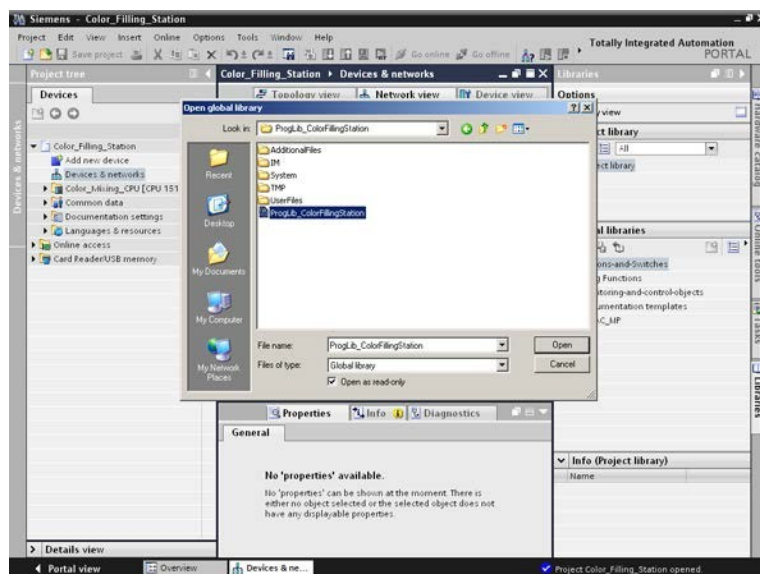 Siemens - Color_Filling_Station
Project Edit View Insert Online Options Tools Window Help
Save project
Go online
Go offline
Totally Integrated Automation
PORTAL
Project tree
Devices
Color_Filling_Station
Add new device
Devices & networks
Color_Mixing_CPU [CPU 151
Common data
Documentation settings
Languages & resources
Online access
Card Reader/USB memory
Details view
Color_Filling_Station ▸ Devices & networks
Topology view
Network view
Device view
Open global library
Look in:
ProgLib_ColorFillingStation
Recent
Desktop
My Documents
My Computer
My Network Places
AdditionalFiles
IM
System
TMP
UserFiles
ProgLib_ColorFillingStation
File name:
ProgLib_ColorFillingStation
Open
Files of type:
Global library
Cancel
Open as read-only
Properties
Info
Diagnostics
General
No 'properties' available.
No 'properties' can be shown at the moment. There is
either no object selected or the selected object does not
have any displayable properties.
Libraries
Options
view
ct library
All
ect library
al libraries
ons-and-Switches
g Functions
itoring-and-control-objects
umentation templates
Info (Project library)
Name
Devices & networks
Hardware catalog
Online tools
Tasks
Libraries
Portal view
Overview
Devices & ne...
Project Color_Filling_Station opened.